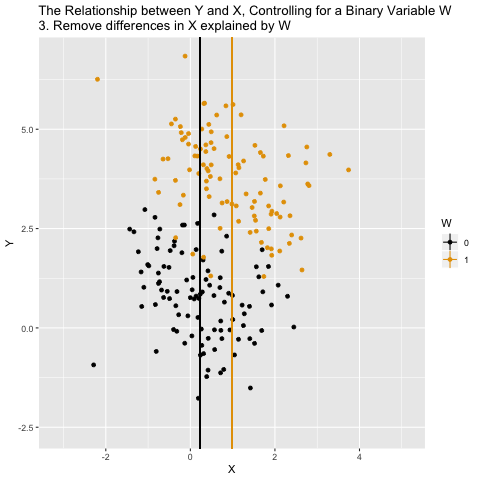 The Relationship between Y and X, Controlling for a Binary Variable W
3. Remove differences in X explained by W
5.0
2.5
0.0
-2.5
Y
-2
0
2
4
X
W
0
1